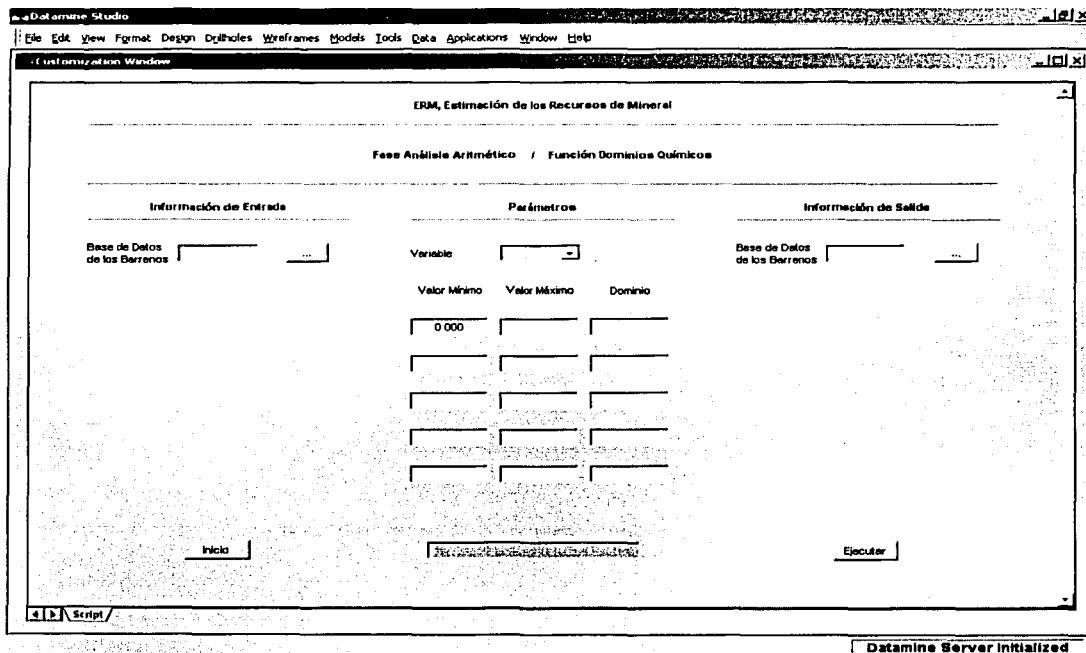 Datamine Studio
File Edit View Format Design Drillholes Wireframes Models Tools Data Applications Window Help
Customization Window
ERM, Estimación de los Recursos de Mineral
Fase Análisis Aritmético / Función Dominios Químicos
Información de Entrada Parámetros Información de Salida
Base de Datos de los Barrenos ... Variable Base de Datos de los Barrenos ...
Valor Mínimo Valor Máximo Dominio
0.000
Inicio Ejecutar
Script
Datamine Server Initialized